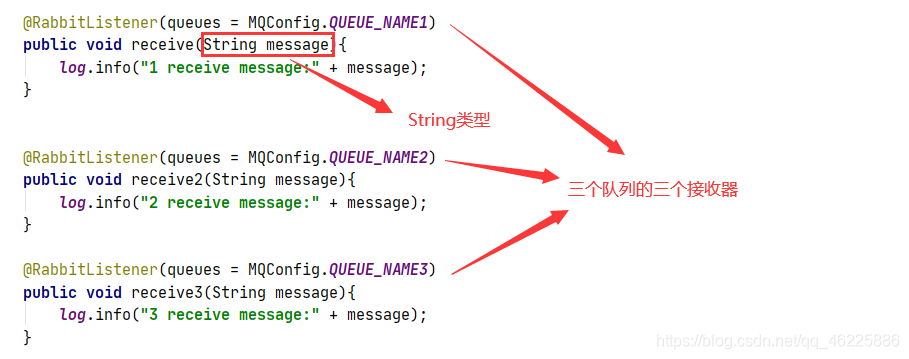 @RabbitListener(queues = MQConfig.QUEUE_NAME1)
public void receive(String message){
log.info("1 receive message:" + message);
}
String类型
@RabbitListener(queues = MQConfig.QUEUE_NAME2)
public void receive2(String message){
log.info("2 receive message:" + message);
}
三个队列的三个接收器
@RabbitListener(queues = MQConfig.QUEUE_NAME3)
public void receive3(String message){
log.info("3 receive message:" + message);
}
https://blog.csdn.net/qq_46225886